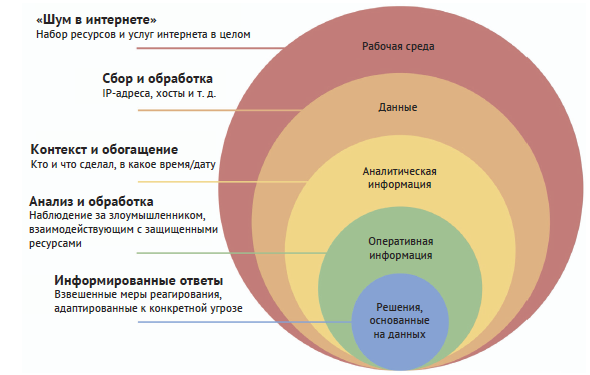 «Шум в интернете»
Набор ресурсов и услуг интернета в целом
Рабочая среда
Сбор и обработка
IP-адреса, хосты и т. д.
Данные
Контекст и обогащение
Кто и что сделал, в какое время/дату
Аналитическая
информация
Анализ и обработка
Наблюдение за злоумышленником,
взаимодействующим с защищенными
ресурсами
Оперативная
информация
Информированные ответы
Взвешенные меры реагирования,
адаптированные к конкретной угрозе
Решения,
основанные
на данных